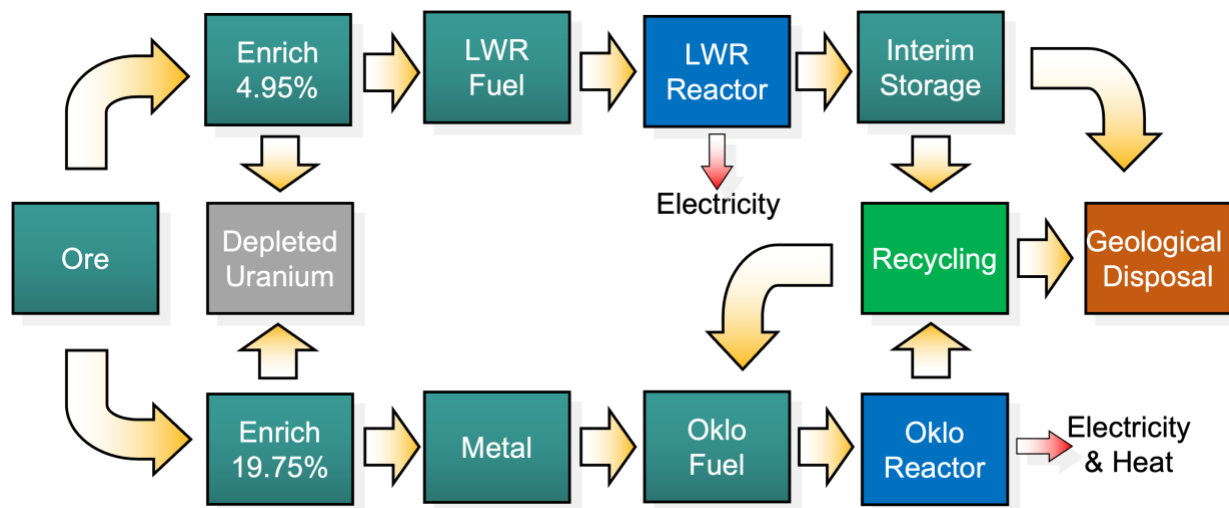 Enrich
4.95%
LWR
Fuel
LWR
Reactor
Interim
Storage
Electricity
Ore
Depleted
Uranium
Recycling
Geological
Disposal
Enrich
19.75%
Metal
Oklo
Fuel
Oklo
Reactor
Electricity
& Heat